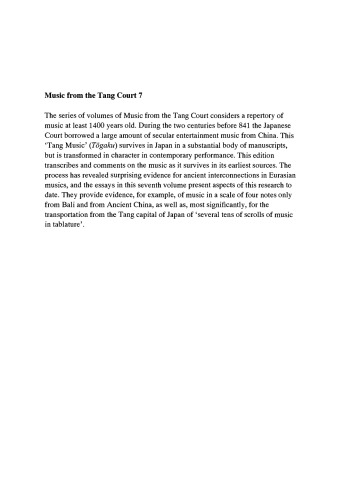 Music from the Tang Court 7
The series of volumes of Music from the Tang Court considers a repertory of
music at least 1400 years old. During the two centuries before 841 the Japanese
Court borrowed a large amount of secular entertainment music from China. This
‘Tang Music’ (Tōgaku) survives in Japan in a substantial body of manuscripts,
but is transformed in character in contemporary performance. This edition
transcribes and comments on the music as it survives in its earliest sources. The
process has revealed surprising evidence for ancient interconnections in Eurasian
musics, and the essays in this seventh volume present aspects of this research to
date. They provide evidence, for example, of music in a scale of four notes only
from Bali and from Ancient China, as well as, most significantly, for the
transportation from the Tang capital of Japan of ‘several tens of scrolls of music
in tablature’.